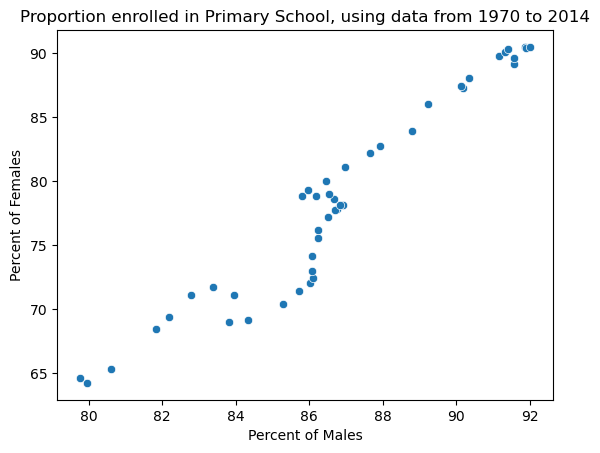 Proportion enrolled in Primary School, using data from 1970 to 2014
90
85
80
75
70
65
Percent of Females
80 82 84 86 88 90 92
Percent of Males